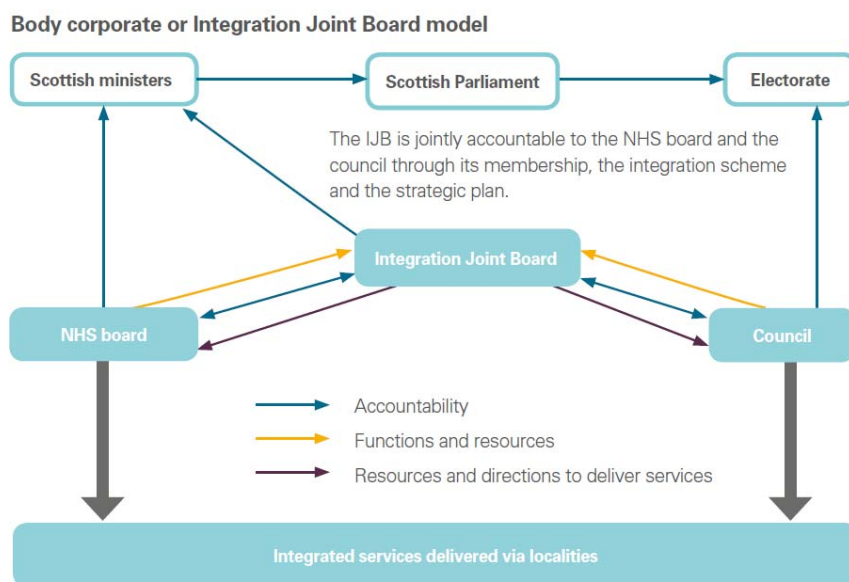 Body corporate or Integration Joint Board model
Scottish ministers
Scottish Parliament
Electorate
The IJB is jointly accountable to the NHS board and the
council through its membership, the integration scheme
and the strategic plan.
Integration Joint Board
NHS board
Council
Accountability
Functions and resources
Resources and directions to deliver services
Integrated services delivered via localities